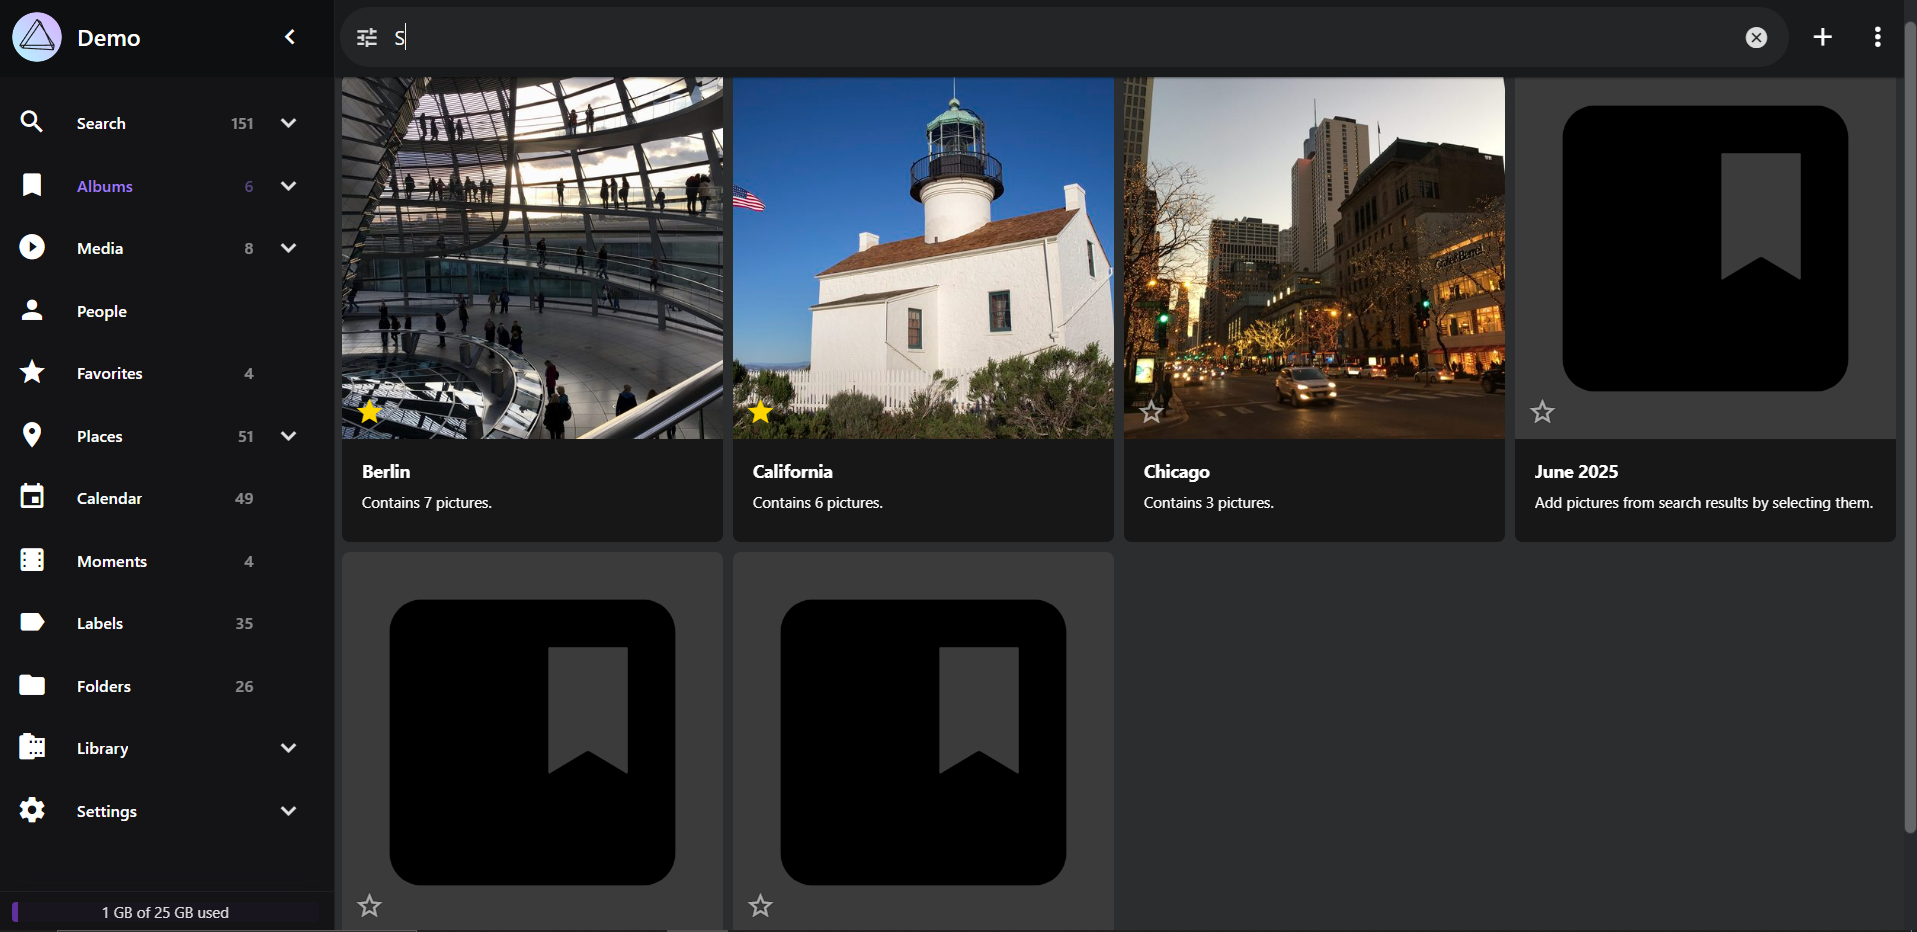 Demo
S
Search 151
Albums 6
Media 8
People
Favorites 4
Places 51
Calendar 49
Moments 4
Labels 35
Folders 26
Library
Settings
1 GB of 25 GB used
Crate&Barrel
Berlin
Contains 7 pictures.
California
Contains 6 pictures.
Chicago
Contains 3 pictures.
June 2025
Add pictures from search results by selecting them.